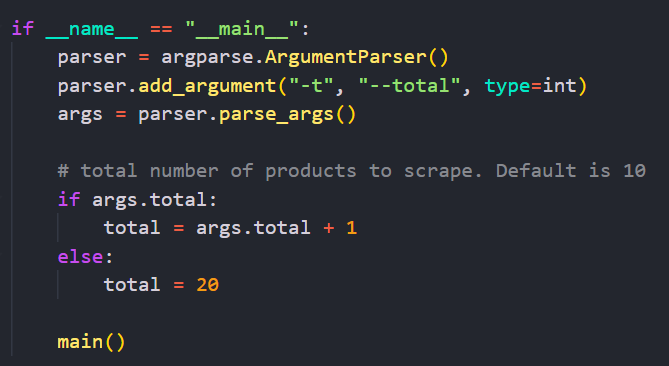 if __name__ == "__main__":
    parser = argparse.ArgumentParser()
    parser.add_argument("-t", "--total", type=int)
    args = parser.parse_args()

    # total number of products to scrape. Default is 10
    if args.total:
        total = args.total + 1
    else:
        total = 20

    main()